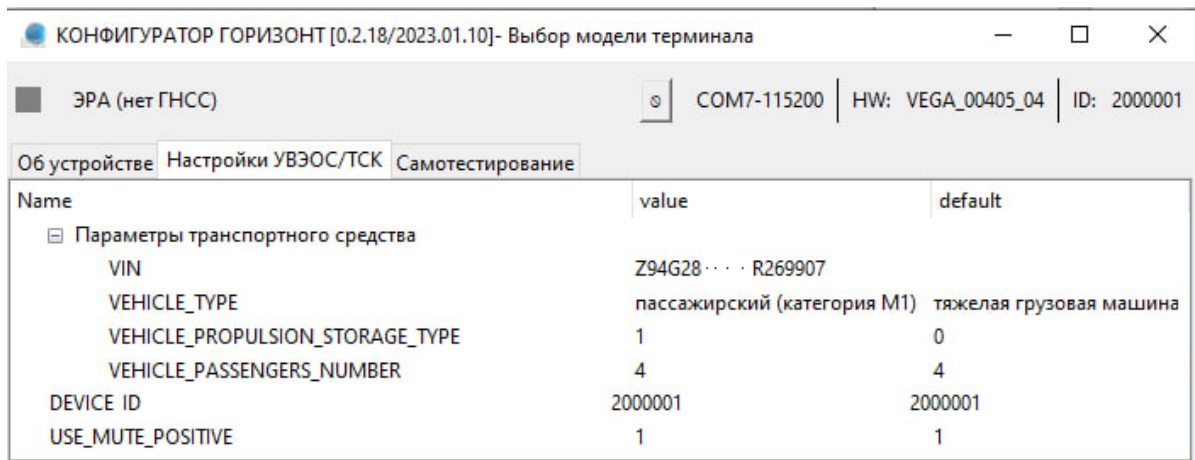 КОНФИГУРАТОР ГОРИЗОНТ [0.2.18/2023.01.10]- Выбор модели терминала
ЭРА (нет ГНСС) COM7-115200 HW: VEGA_00405_04 ID: 2000001
Об устройстве Настройки УВЭОС/ТСК Самотестирование
Name value default
Параметры транспортного средства
VIN Z94G28 · · · · R269907
VEHICLE_TYPE пассажирский (категория M1) тяжелая грузовая машина
VEHICLE_PROPULSION_STORAGE_TYPE 1 0
VEHICLE_PASSENGERS_NUMBER 4 4
DEVICE ID 2000001 2000001
USE_MUTE_POSITIVE 1 1